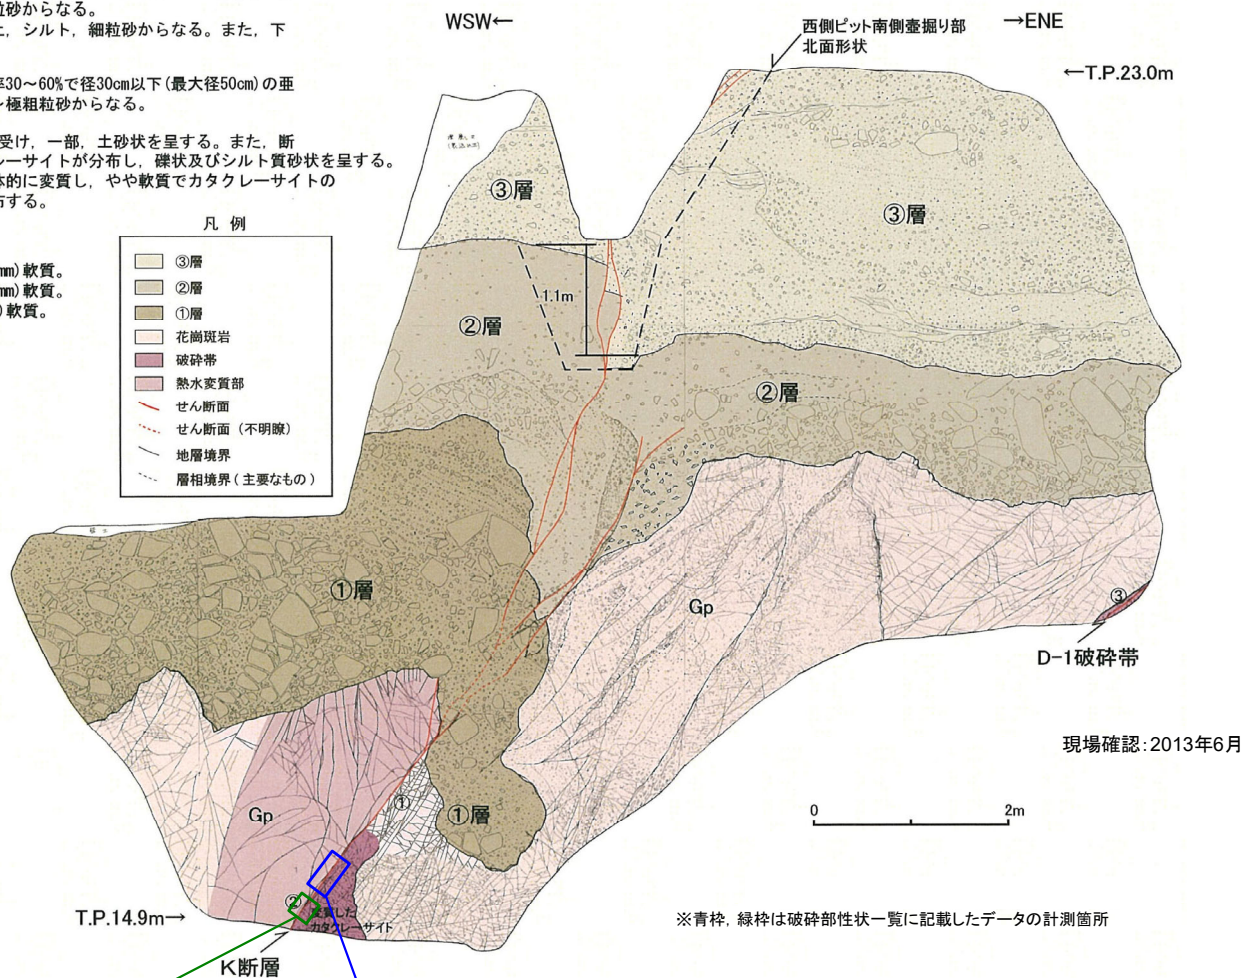 粒砂からなる。
シルト，細粒砂からなる。また，下
率30～60%で径30cm以下(最大径50cm)の亜
極粗粒砂からなる。
受け，一部，土砂状を呈する。また，断
レーサイトが分布し，礫状及びシルト質砂状を呈する。
体的に変質し，やや軟質でカタクレーサイトの
布する。
mm)軟質。
mm)軟質。
)軟質。
WSW←
西側ピット南側壷掘り部
北面形状
→ENE
←T.P.23.0m
凡 例
③層
②層
①層
花崗斑岩
破砕帯
熱水変質部
せん断面
せん断面（不明瞭）
地層境界
層相境界(主要なもの)
③層
③層
1.1m
②層
②層
①層
Gp
③
D-1破砕帯
現場確認:2013年6月
Gp
①
①層
0
2m
②
変質した
カタクレーサイト
T.P.14.9m→
K断層
※青枠，緑枠は破砕部性状一覧に記載したデータの計測箇所